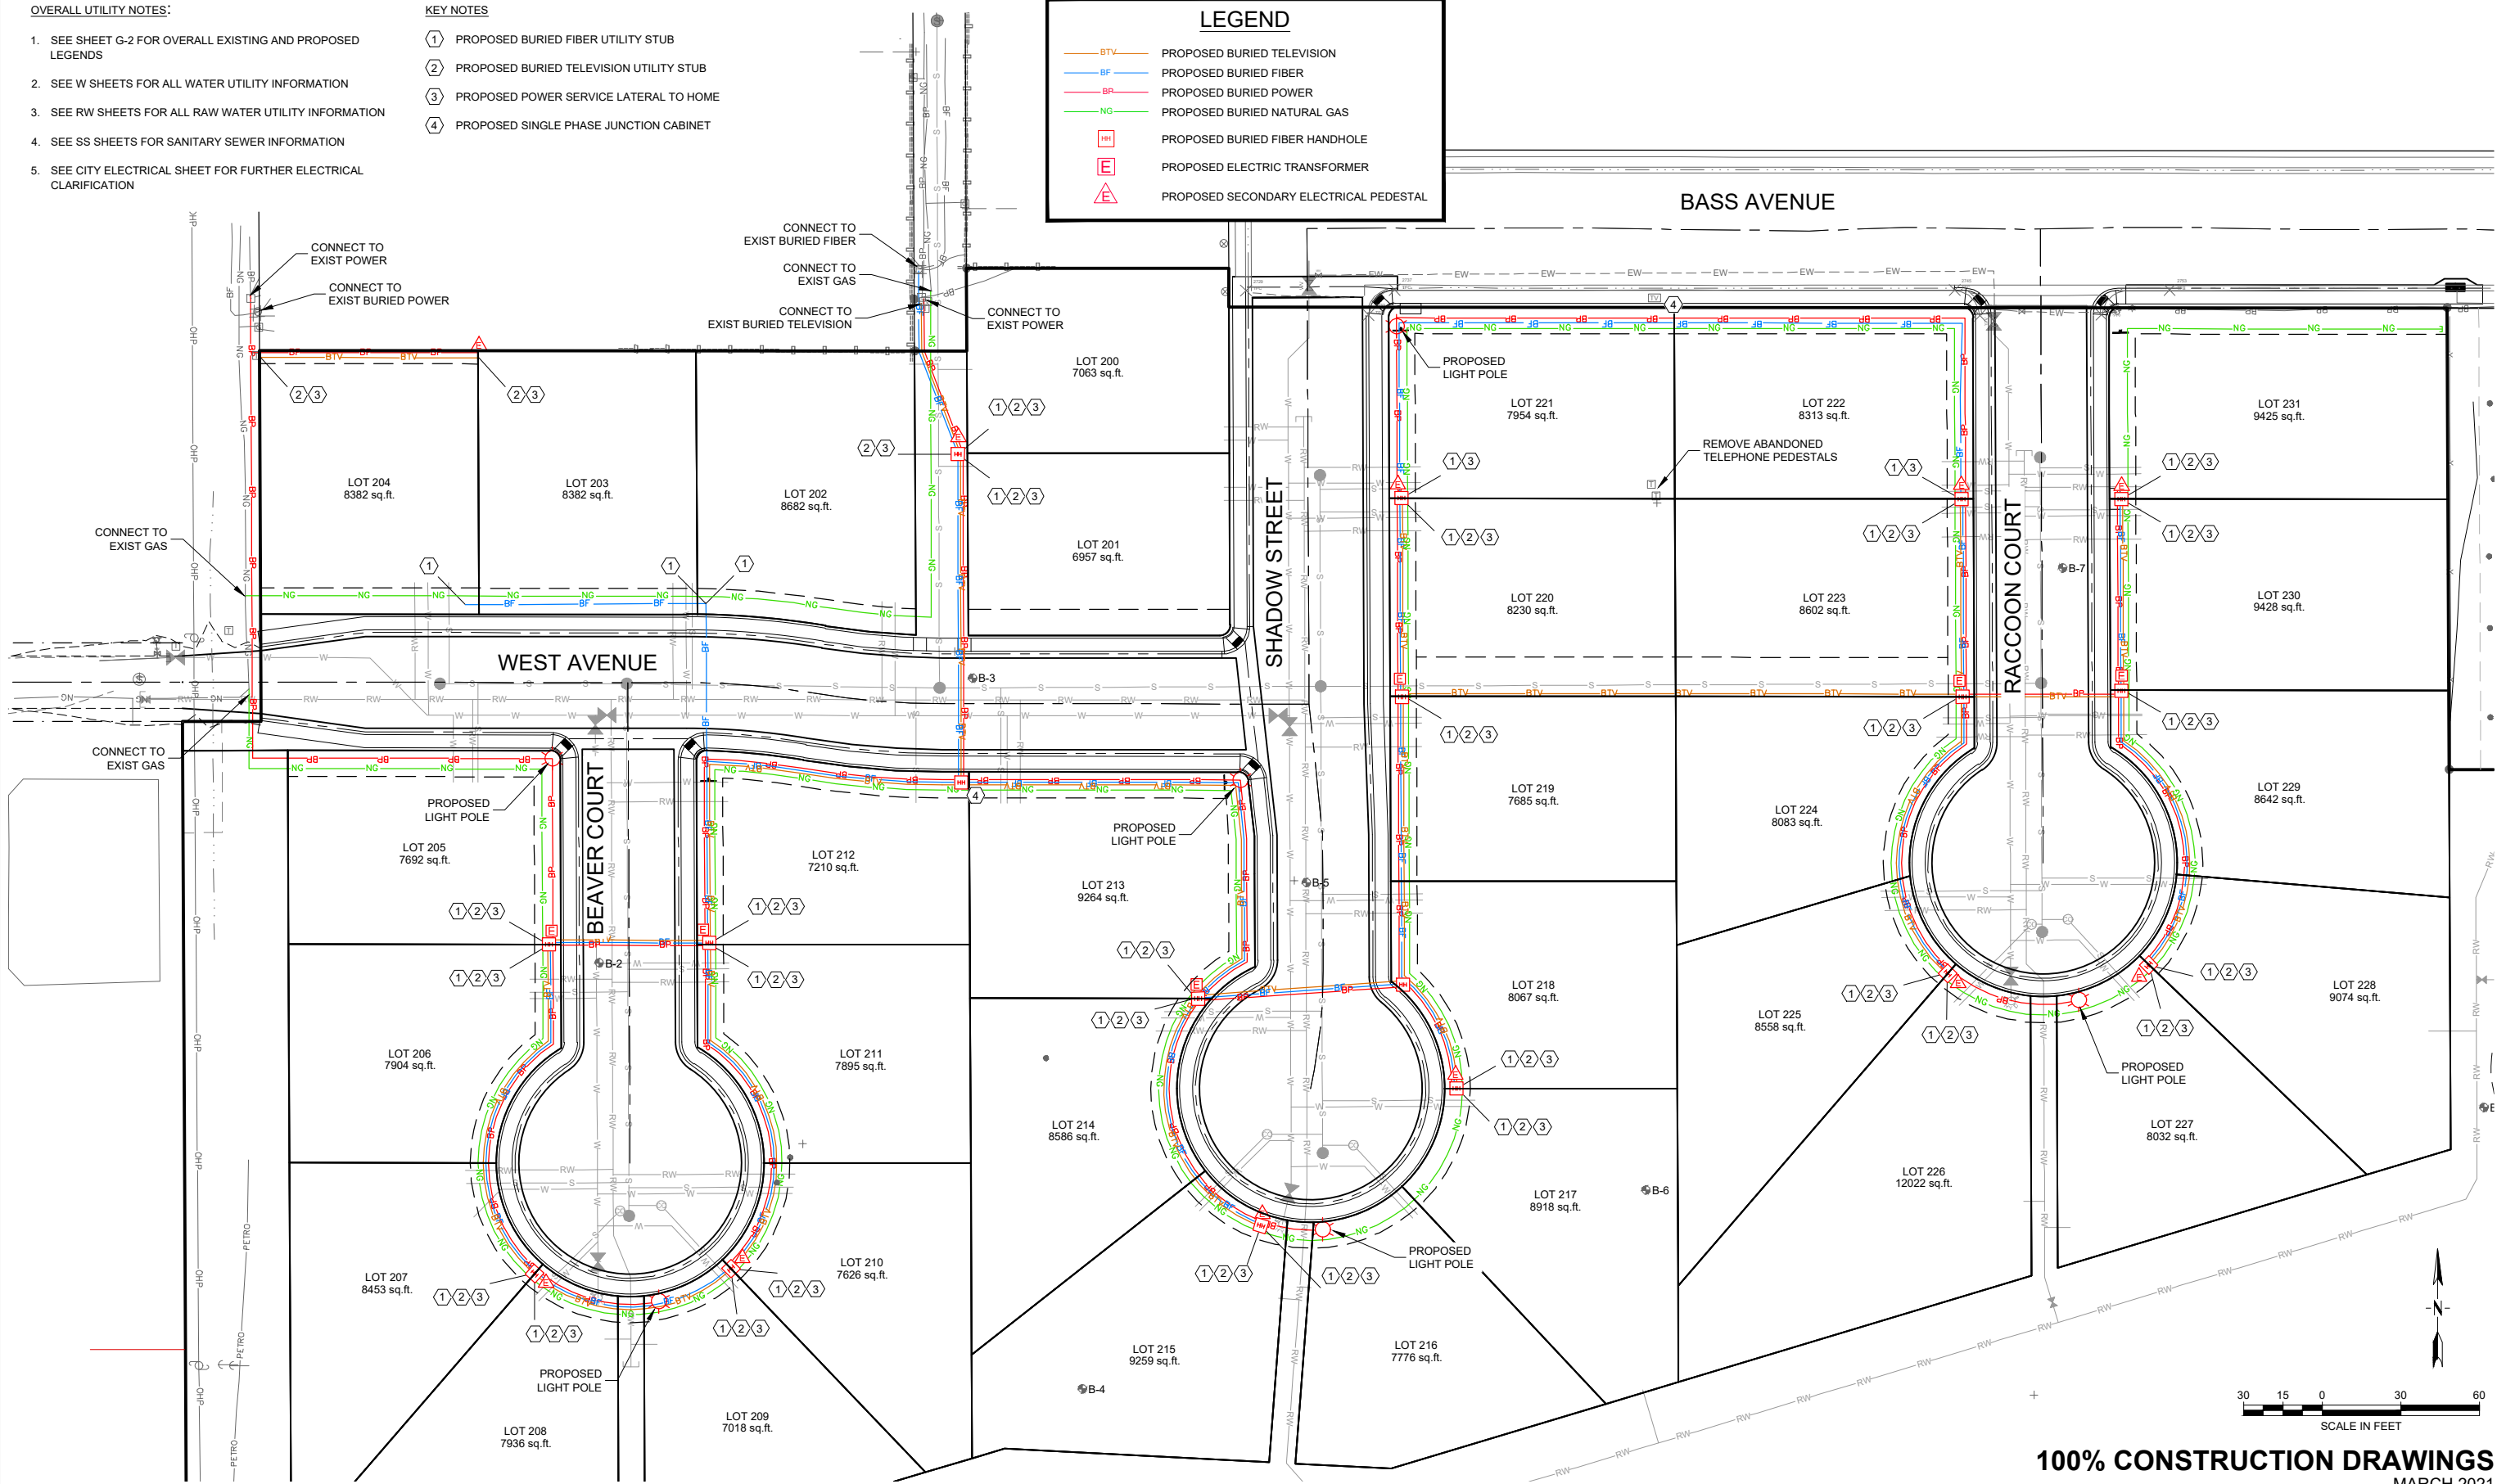 OVERALL UTILITY NOTES:
1. SEE SHEET G-2 FOR OVERALL EXISTING AND PROPOSED
LEGENDS
2. SEE W SHEETS FOR ALL WATER UTILITY INFORMATION
3. SEE RW SHEETS FOR ALL RAW WATER UTILITY INFORMATION
4. SEE SS SHEETS FOR SANITARY SEWER INFORMATION
5. SEE CITY ELECTRICAL SHEET FOR FURTHER ELECTRICAL
CLARIFICATION
KEY NOTES
1 PROPOSED BURIED FIBER UTILITY STUB
2 PROPOSED BURIED TELEVISION UTILITY STUB
3 PROPOSED POWER SERVICE LATERAL TO HOME
4 PROPOSED SINGLE PHASE JUNCTION CABINET
LEGEND
BTV PROPOSED BURIED TELEVISION
BF PROPOSED BURIED FIBER
BP PROPOSED BURIED POWER
NG PROPOSED BURIED NATURAL GAS
HH PROPOSED BURIED FIBER HANDHOLE
E PROPOSED ELECTRIC TRANSFORMER
E PROPOSED SECONDARY ELECTRICAL PEDESTAL
BASS AVENUE
CONNECT TO
EXIST POWER
CONNECT TO
EXIST BURIED POWER
CONNECT TO
EXIST BURIED FIBER
CONNECT TO
EXIST GAS
CONNECT TO
EXIST BURIED TELEVISION
CONNECT TO
EXIST POWER
LOT 200
7063 sq.ft.
PROPOSED
LIGHT POLE
LOT 221
7954 sq.ft.
LOT 222
8313 sq.ft.
LOT 231
9425 sq.ft.
REMOVE ABANDONED
TELEPHONE PEDESTALS
LOT 204
8382 sq.ft.
LOT 203
8382 sq.ft.
LOT 202
8682 sq.ft.
LOT 201
6957 sq.ft.
CONNECT TO
EXIST GAS
SHADOW STREET
RACCOON COURT
B-7
LOT 220
8230 sq.ft.
LOT 223
8602 sq.ft.
LOT 230
9428 sq.ft.
WEST AVENUE
B-3
CONNECT TO
EXIST GAS
BEAVER COURT
PROPOSED
LIGHT POLE
PROPOSED
LIGHT POLE
LOT 205
7692 sq.ft.
LOT 212
7210 sq.ft.
LOT 213
9264 sq.ft.
B-5
LOT 219
7685 sq.ft.
LOT 224
8083 sq.ft.
LOT 229
8642 sq.ft.
B-2
LOT 206
7904 sq.ft.
LOT 211
7895 sq.ft.
LOT 214
8586 sq.ft.
LOT 218
8067 sq.ft.
LOT 225
8558 sq.ft.
LOT 228
9074 sq.ft.
PROPOSED
LIGHT POLE
LOT 227
8032 sq.ft.
LOT 226
12022 sq.ft.
LOT 217
8918 sq.ft.
B-6
LOT 207
8453 sq.ft.
LOT 210
7626 sq.ft.
PROPOSED
LIGHT POLE
LOT 215
9259 sq.ft.
LOT 216
7776 sq.ft.
B-4
PROPOSED
LIGHT POLE
LOT 208
7936 sq.ft.
LOT 209
7018 sq.ft.
N
30 15 0 30 60
SCALE IN FEET
100% CONSTRUCTION DRAWINGS
MARCH 2021